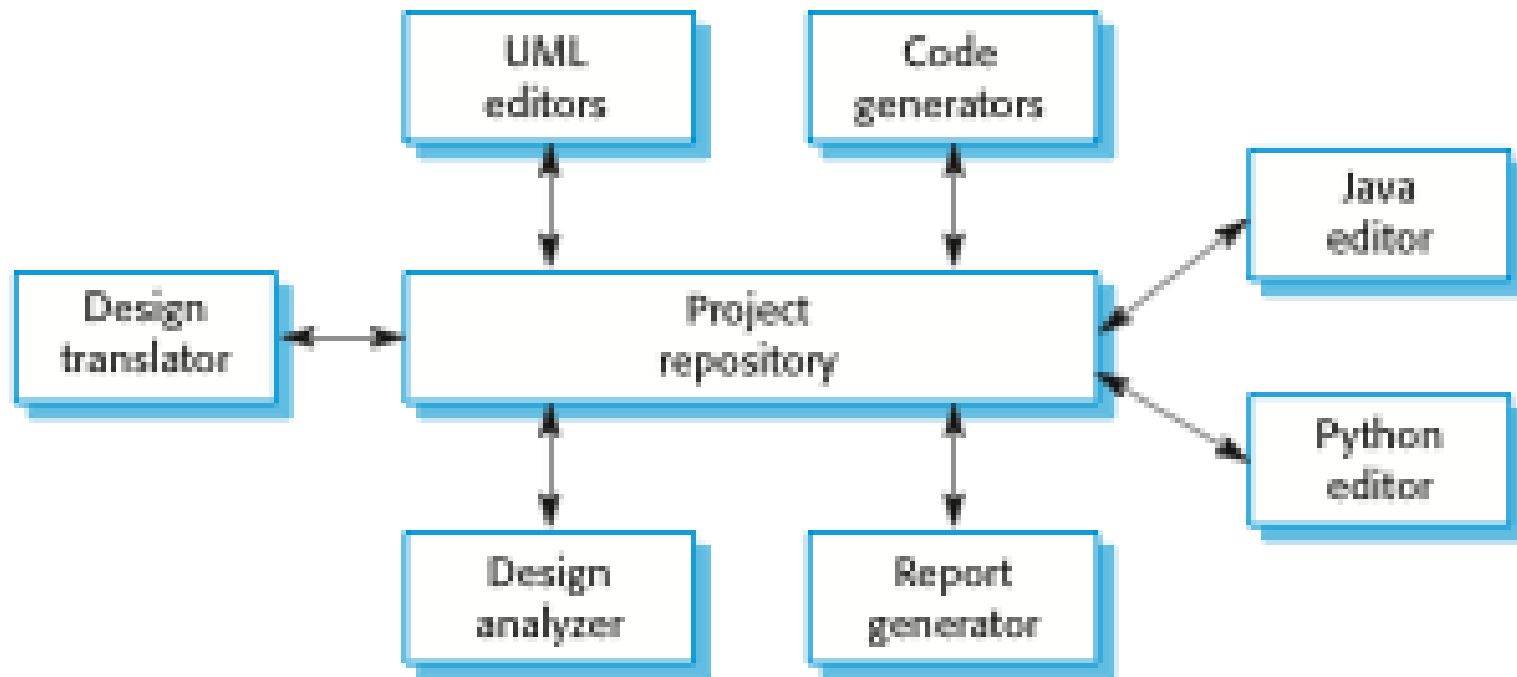 UML
editors
Code
generators
Java
editor
Design
translator
Project
repository
Python
editor
Design
analyzer
Report
generator